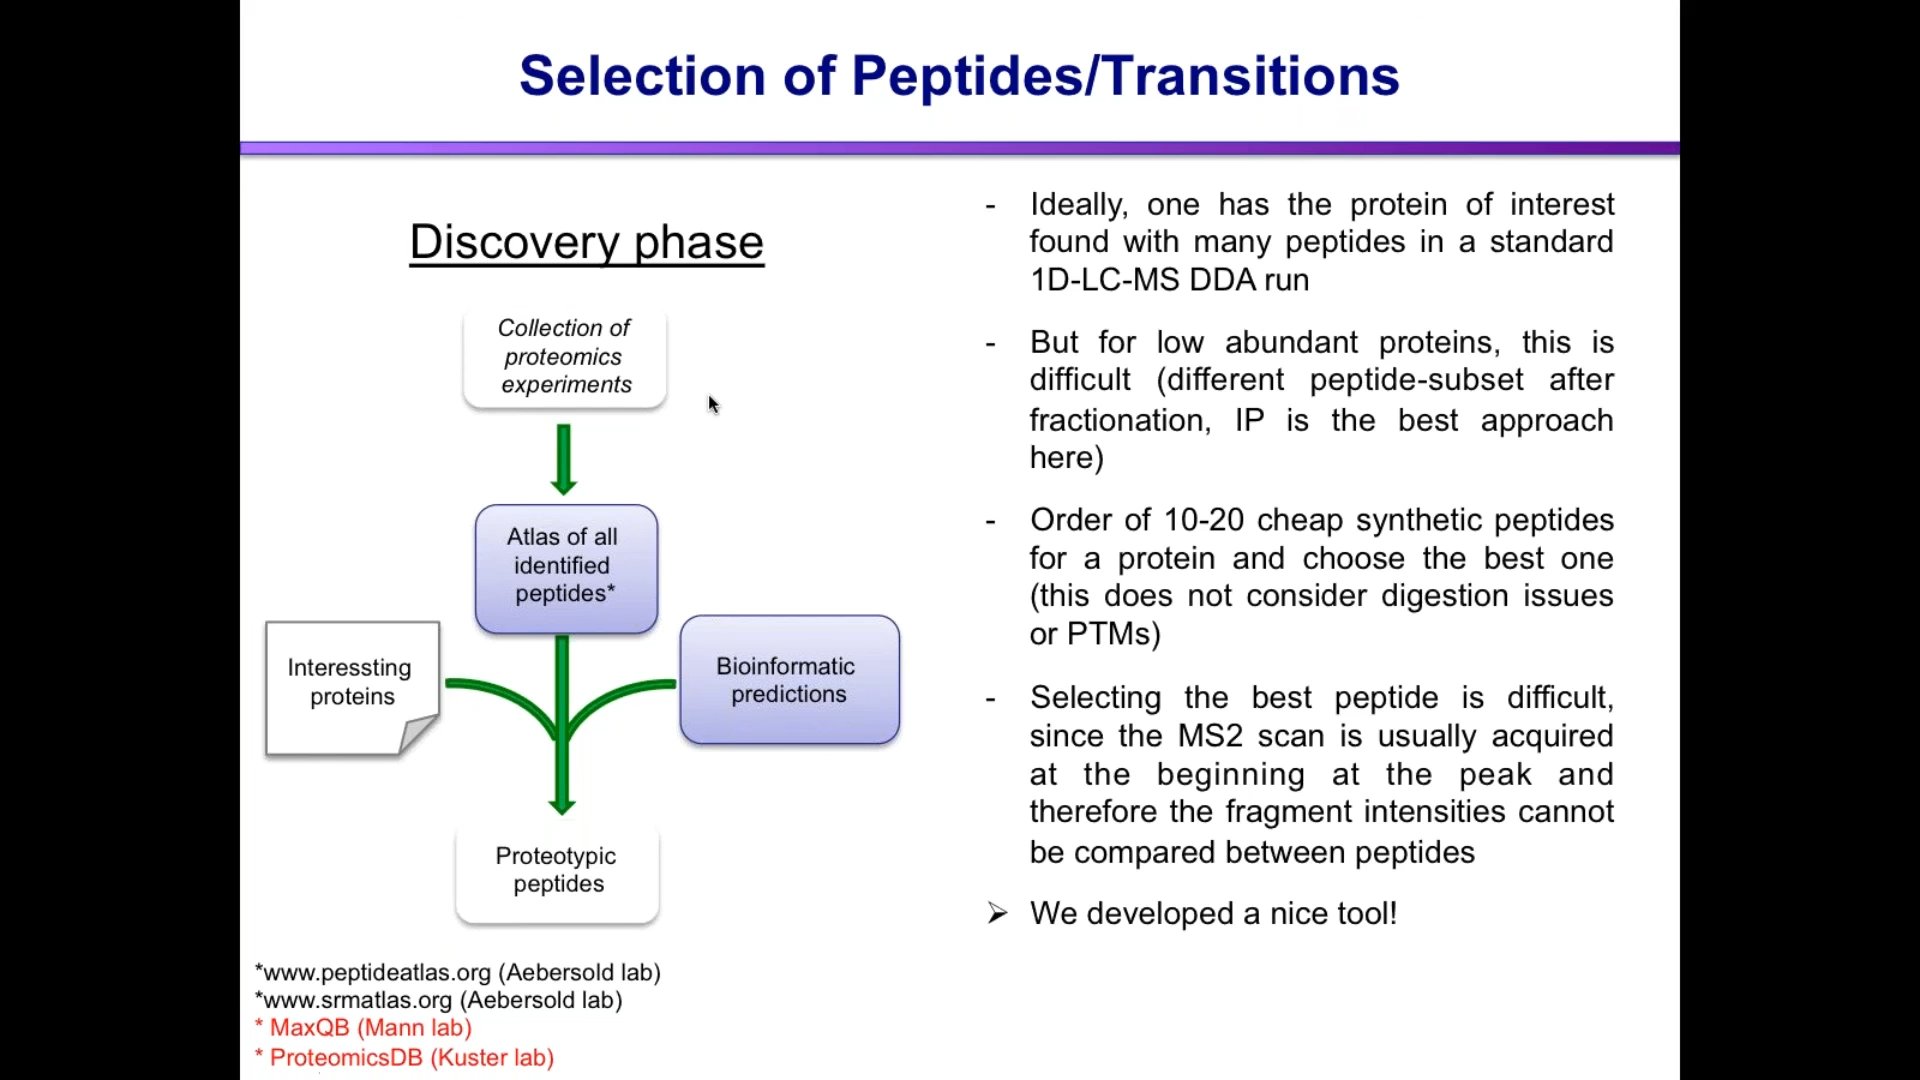 Selection of Peptides/Transitions
Discovery phase
Collection of
proteomics
experiments
Atlas of all
identified
peptides*
Interessting
proteins
Bioinformatic
predictions
Proteotypic
peptides
*www.peptideatlas.org (Aebersold lab)
*www.srmatlas.org (Aebersold lab)
* MaxQB (Mann lab)
* ProteomicsDB (Kuster lab)
- Ideally, one has the protein of interest
found with many peptides in a standard
1D-LC-MS DDA run
- But for low abundant proteins, this is
difficult (different peptide-subset after
fractionation, IP is the best approach
here)
- Order of 10-20 cheap synthetic peptides
for a protein and choose the best one
(this does not consider digestion issues
or PTMs)
- Selecting the best peptide is difficult,
since the MS2 scan is usually acquired
at the beginning at the peak and
therefore the fragment intensities cannot
be compared between peptides
➢ We developed a nice tool!